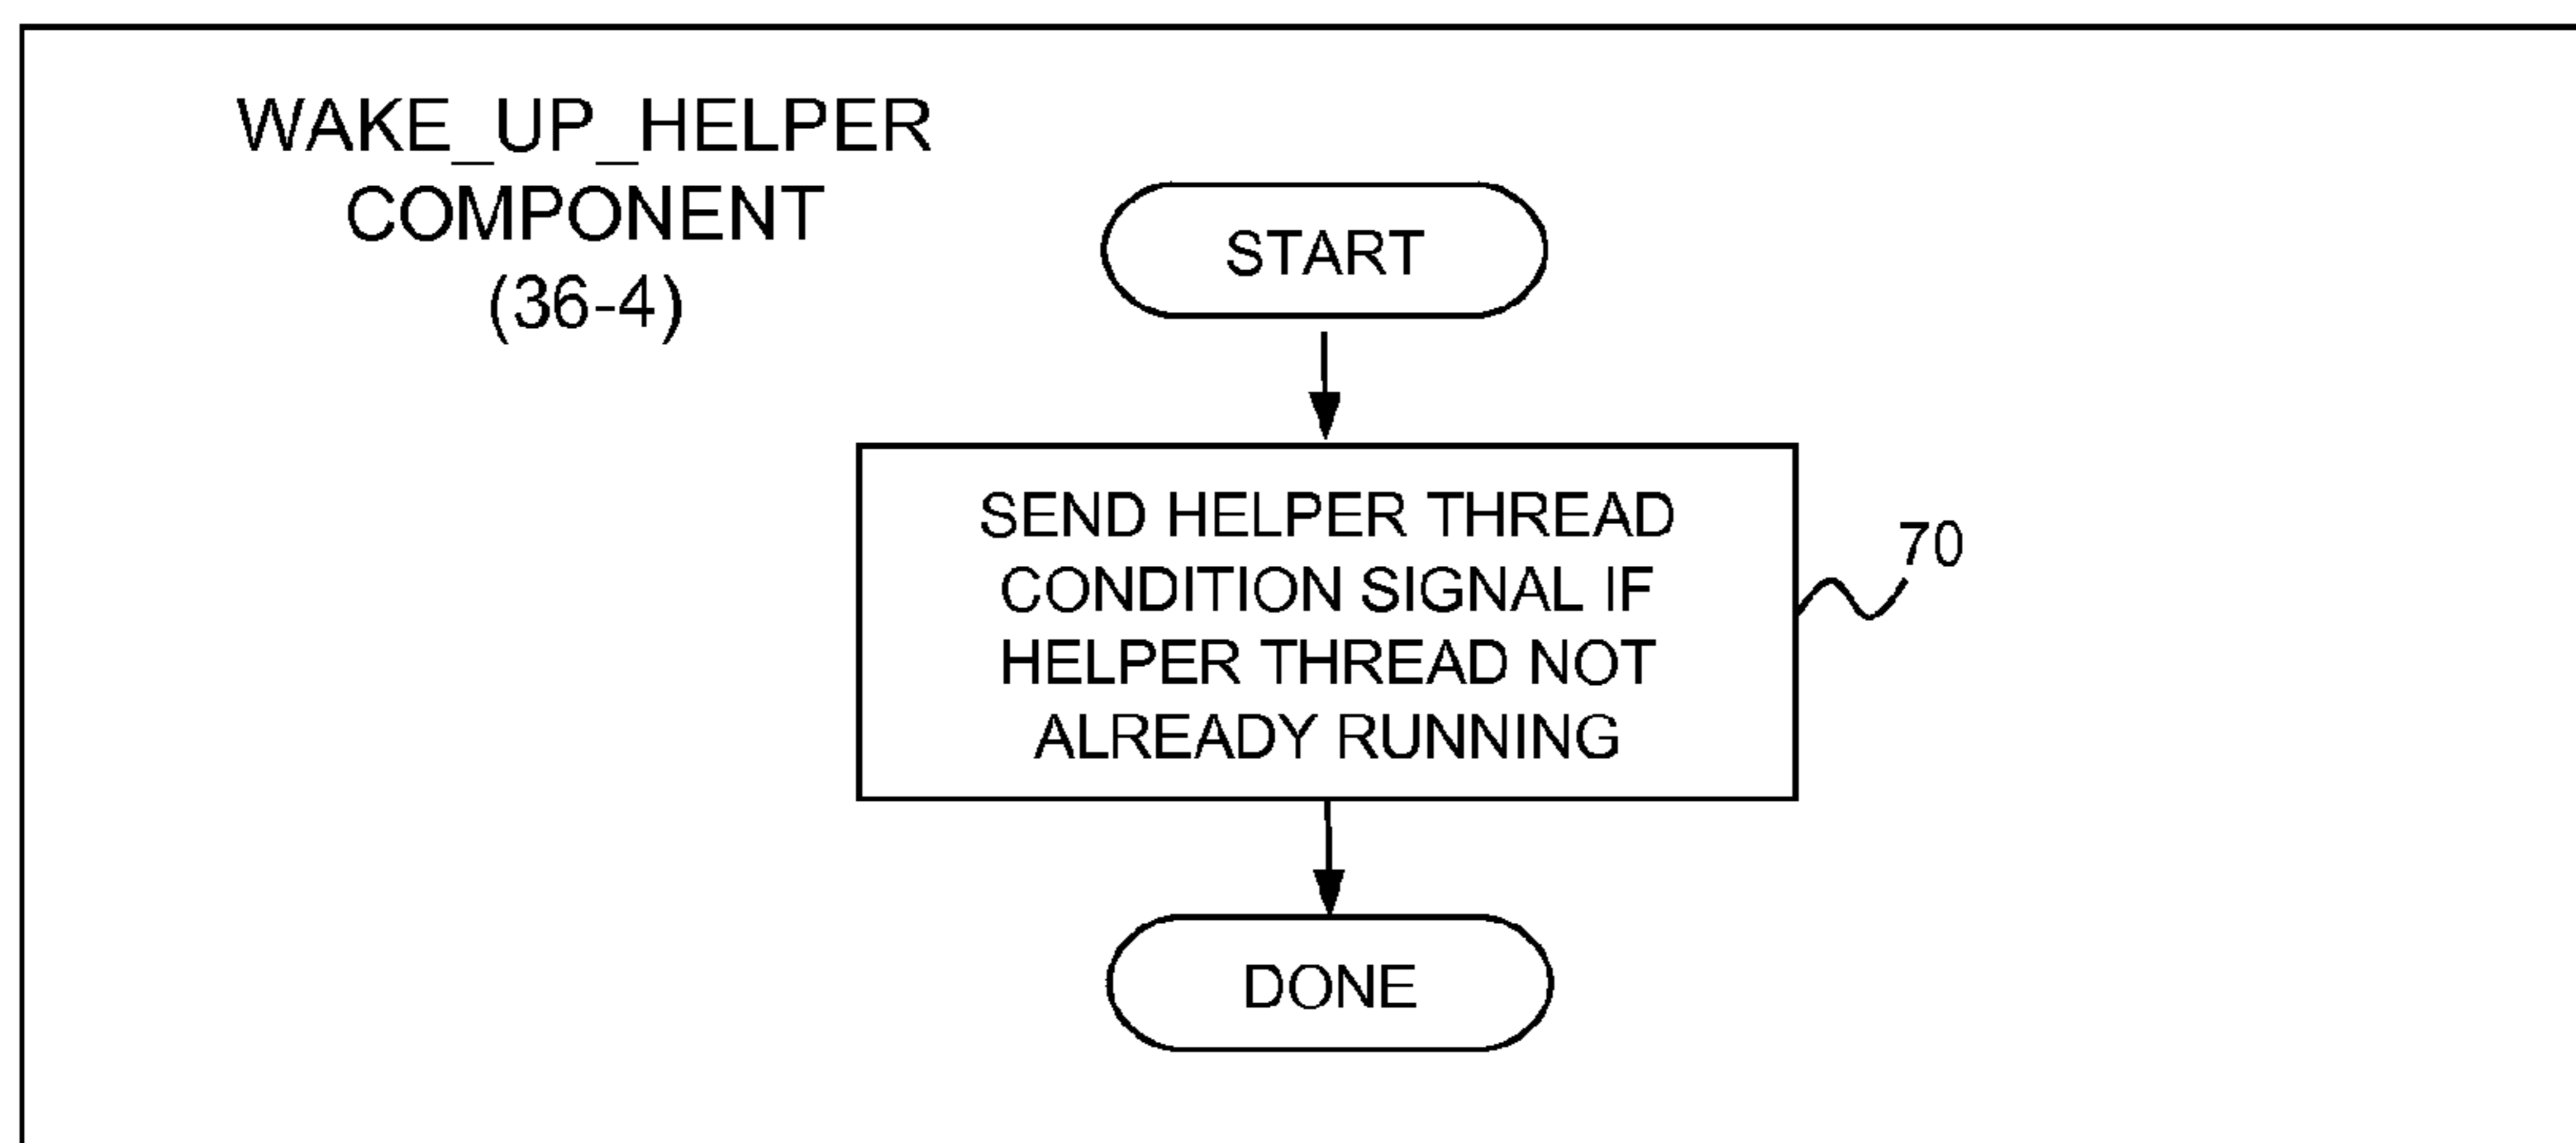 WAKE_UP_HELPER
COMPONENT
(36-4)
START
SEND HELPER THREAD
CONDITION SIGNAL IF
HELPER THREAD NOT
ALREADY RUNNING
70
DONE